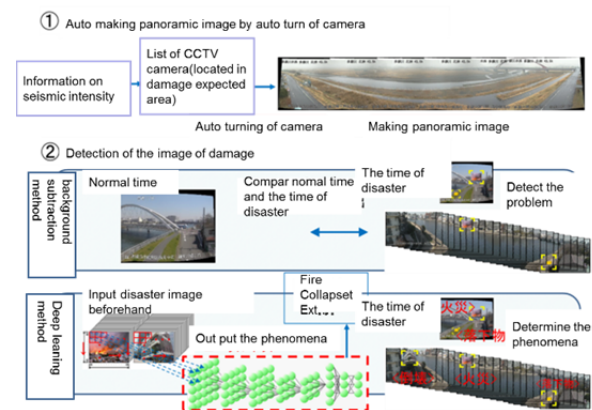 ① Auto making panoramic image by auto turn of camera
Information on
seismic intensity
List of CCTV
camera(located in
damage expected
area)
Auto turning of camera
Making panoramic image
② Detection of the image of damage
background
subtraction
method
Normal time
Compar nomal time
and the time of
disaster
The time of
disaster
Detect the
problem
Deep leaning
method
Input disaster image
beforehand
Out put the phenomena
Fire
Collapset
Ext.
The time of
disaster
Determine the
phenomena
火災>
落下物
<火災>